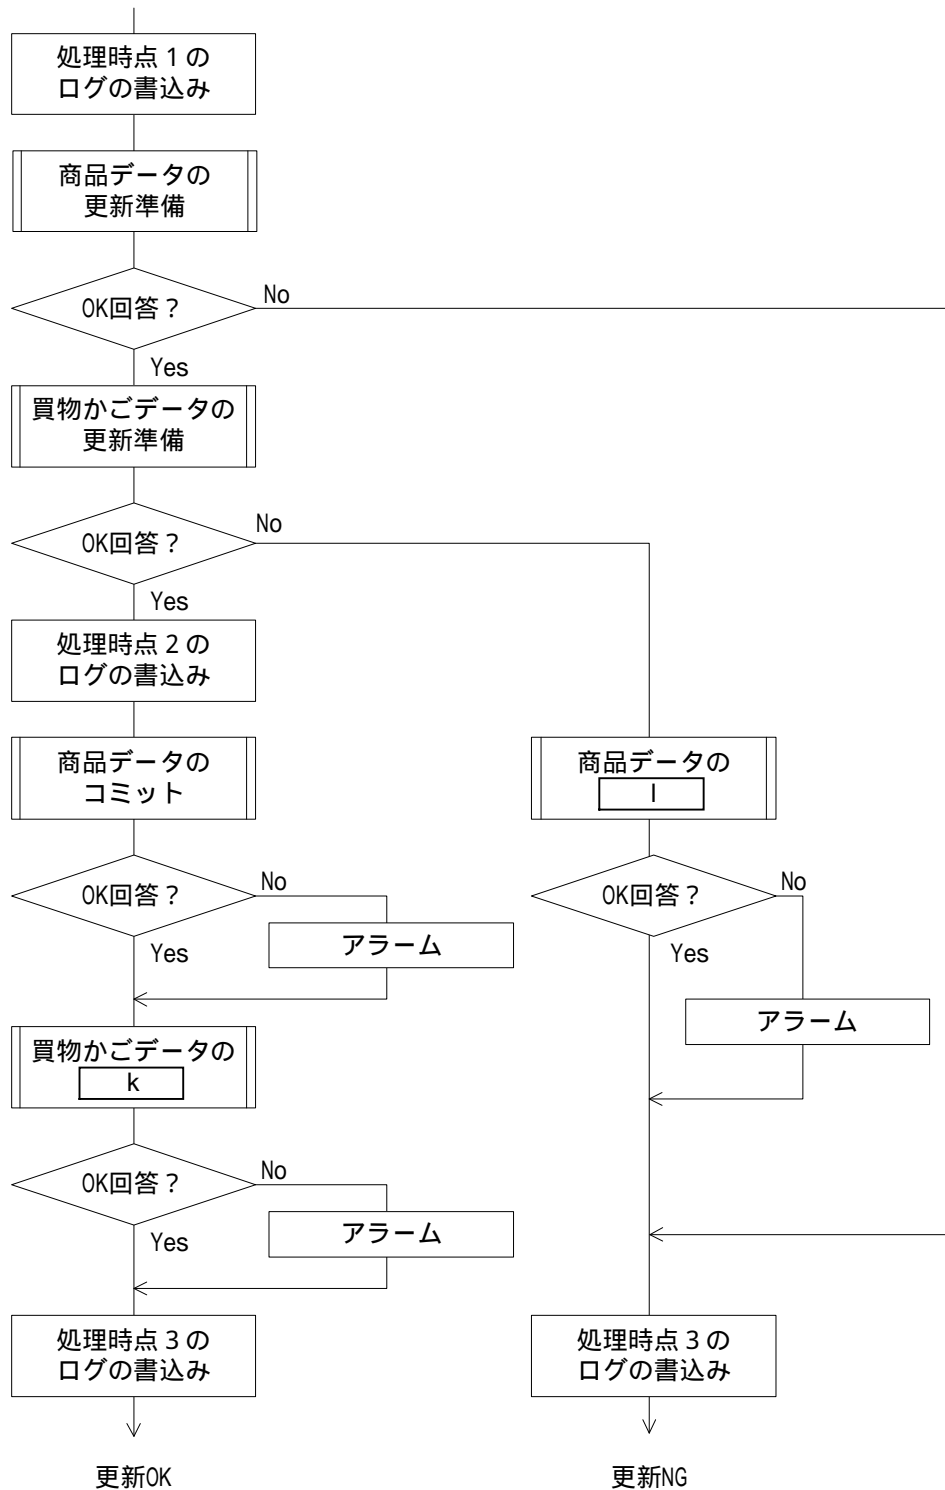 処理時点１の
ログの書込み
商品データの
更新準備
OK回答？
No
Yes
買物かごデータの
更新準備
OK回答？
No
Yes
処理時点２の
ログの書込み
商品データの
コミット
OK回答？
No
アラーム
Yes
買物かごデータの
k
OK回答？
No
アラーム
Yes
処理時点３の
ログの書込み
更新OK
商品データの
l
OK回答？
No
Yes
アラーム
処理時点３の
ログの書込み
更新NG